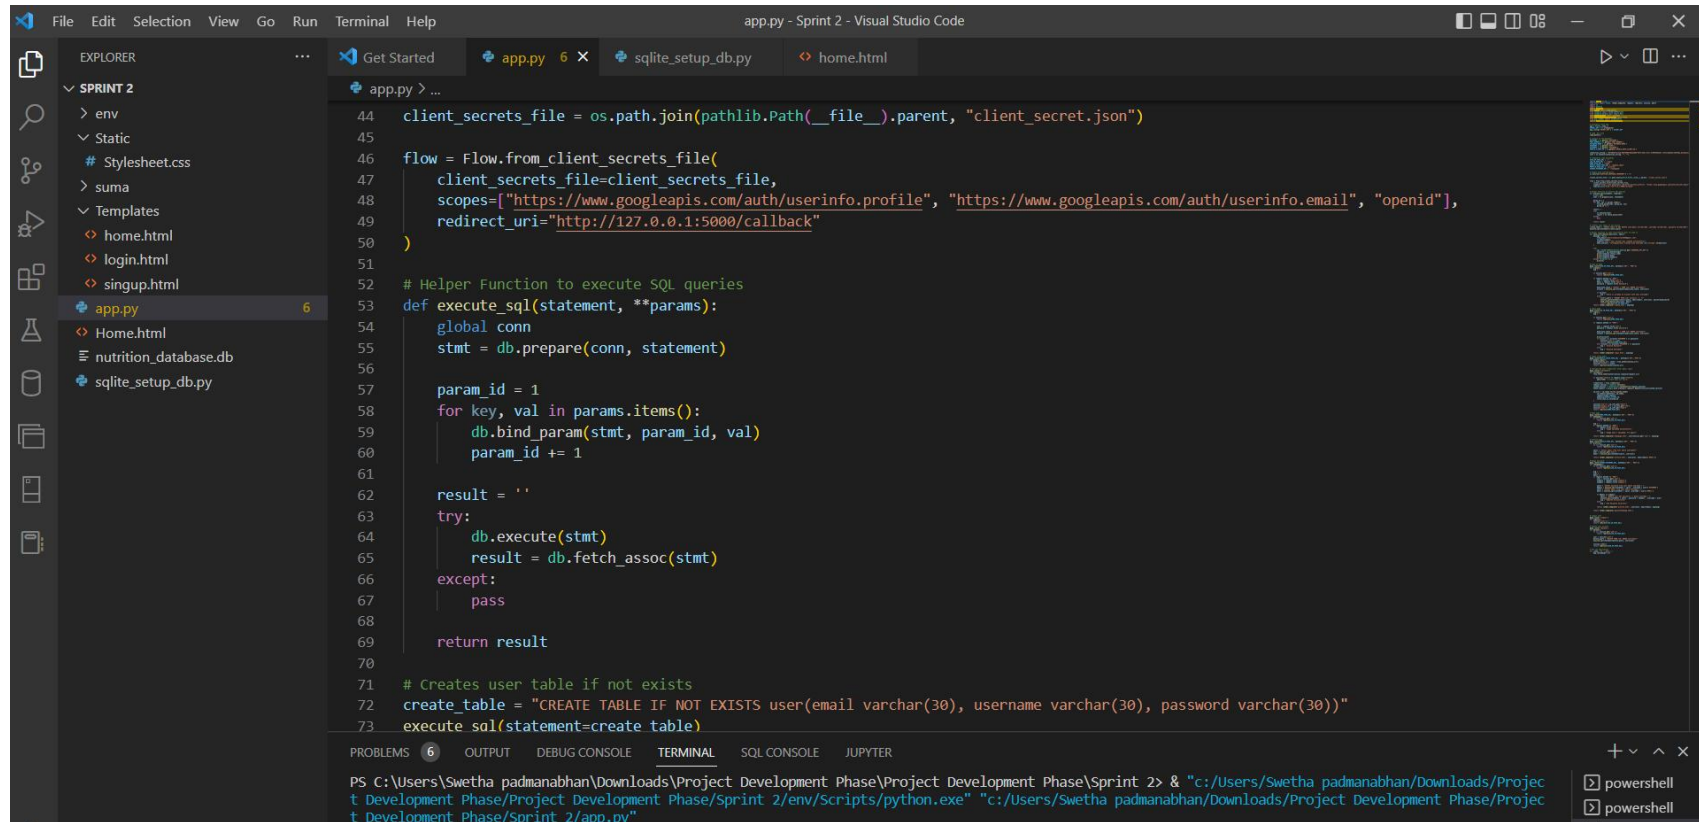 File Edit Selection View Go Run Terminal Help
app.py - Sprint 2 - Visual Studio Code
EXPLORER
Get Started
app.py 6
sqlite_setup_db.py
home.html
SPRINT 2
env
Static
# Stylesheet.css
suma
Templates
home.html
login.html
singup.html
app.py 6
Home.html
nutrition_database.db
sqlite_setup_db.py
app.py > ...
44 client_secrets_file = os.path.join(pathlib.Path(__file__).parent, "client_secret.json")
45
46 flow = Flow.from_client_secrets_file(
47 client_secrets_file=client_secrets_file,
48 scopes=["https://www.googleapis.com/auth/userinfo.profile", "https://www.googleapis.com/auth/userinfo.email", "openid"],
49 redirect_uri="http://127.0.0.1:5000/callback"
50 )
51
52 # Helper Function to execute SQL queries
53 def execute_sql(statement, **params):
54 global conn
55 stmt = db.prepare(conn, statement)
56
57 param_id = 1
58 for key, val in params.items():
59 db.bind_param(stmt, param_id, val)
60 param_id += 1
61
62 result = ''
63 try:
64 db.execute(stmt)
65 result = db.fetch_assoc(stmt)
66 except:
67 pass
68
69 return result
70
71 # Creates user table if not exists
72 create_table = "CREATE TABLE IF NOT EXISTS user(email varchar(30), username varchar(30), password varchar(30))"
73 execute_sql(statement=create_table)
PROBLEMS 6 OUTPUT DEBUG CONSOLE TERMINAL SQL CONSOLE JUPYTER
PS C:\Users\Swetha padmanabhan\Downloads\Project Development Phase\Project Development Phase\Sprint 2> & "c:/Users/Swetha padmanabhan/Downloads/Projec
t Development Phase/Project Development Phase/Sprint 2/env/Scripts/python.exe" "c:/Users/Swetha padmanabhan/Downloads/Project Development Phase/Projec
t Development Phase/Sprint 2/app.py"
powershell
powershell